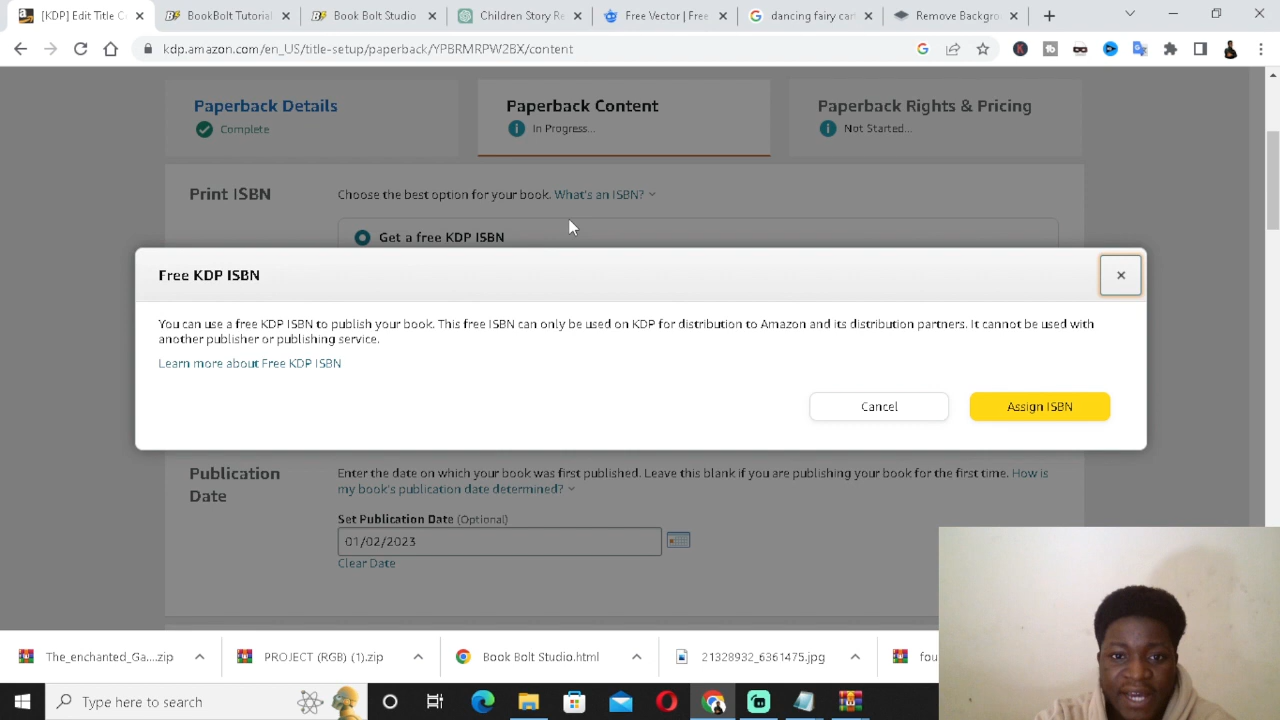 [KDP] Edit Title C
BookBolt Tutorial
Book Bolt Studio
Children Story Re
Free Vector | Free
dancing fairy car
Remove Backgro
kdp.amazon.com/en_US/title-setup/paperback/YPBRMRPW2BX/content
Paperback Details
Complete
Paperback Content
In Progress...
Paperback Rights & Pricing
Not Started...
Print ISBN
Choose the best option for your book. What's an ISBN?
Get a free KDP ISBN
Free KDP ISBN
You can use a free KDP ISBN to publish your book. This free ISBN can only be used on KDP for distribution to Amazon and its distribution partners. It cannot be used with
another publisher or publishing service.
Learn more about Free KDP ISBN
Cancel
Assign ISBN
Publication
Date
Enter the date on which your book was first published. Leave this blank if you are publishing your book for the first time. How is
my book's publication date determined?
Set Publication Date (Optional)
01/02/2023
Clear Date
The_enchanted_Ga....zip
PROJECT (RGB) (1).zip
Book Bolt Studio.html
21328932_6361475.jpg
fou
Type here to search